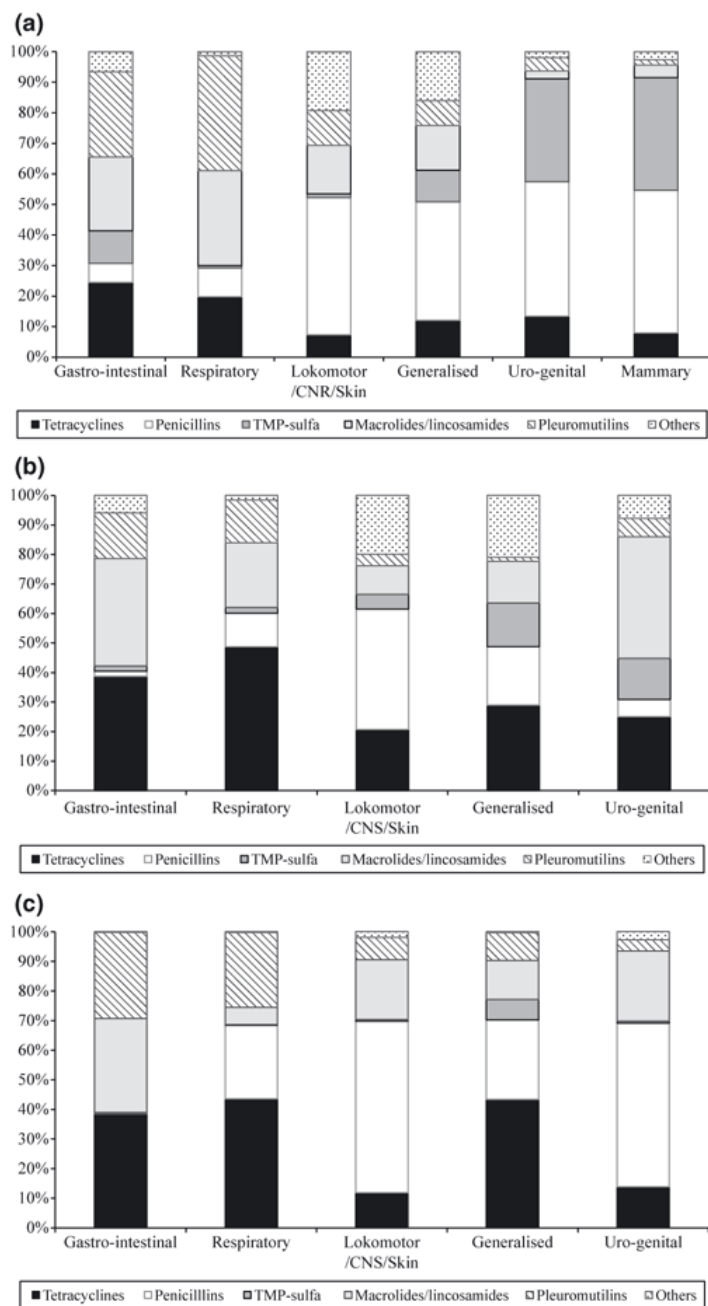 (a)
100%
90%
80%
70%
60%
50%
40%
30%
20%
10%
0%
Gastro-intestinal Respiratory Lokomotor Generalised Uro-genital Mammary
/CNR/Skin
Tetracyclines Penicillins TMP-sulfa Macrolides/lincosamides Pleuromutilins Others
(b)
100%
90%
80%
70%
60%
50%
40%
30%
20%
10%
0%
Gastro-intestinal Respiratory Lokomotor Generalised Uro-genital
/CNS/Skin
Tetracyclines Penicillins TMP-sulfa Macrolides/lincosamides Pleuromutilins Others
(c)
100%
90%
80%
70%
60%
50%
40%
30%
20%
10%
0%
Gastro-intestinal Respiratory Lokomotor Generalised Uro-genital
/CNS/Skin
Tetracyclines Penicilllins TMP-sulfa Macrolides/lincosamides Pleuromutilins Others